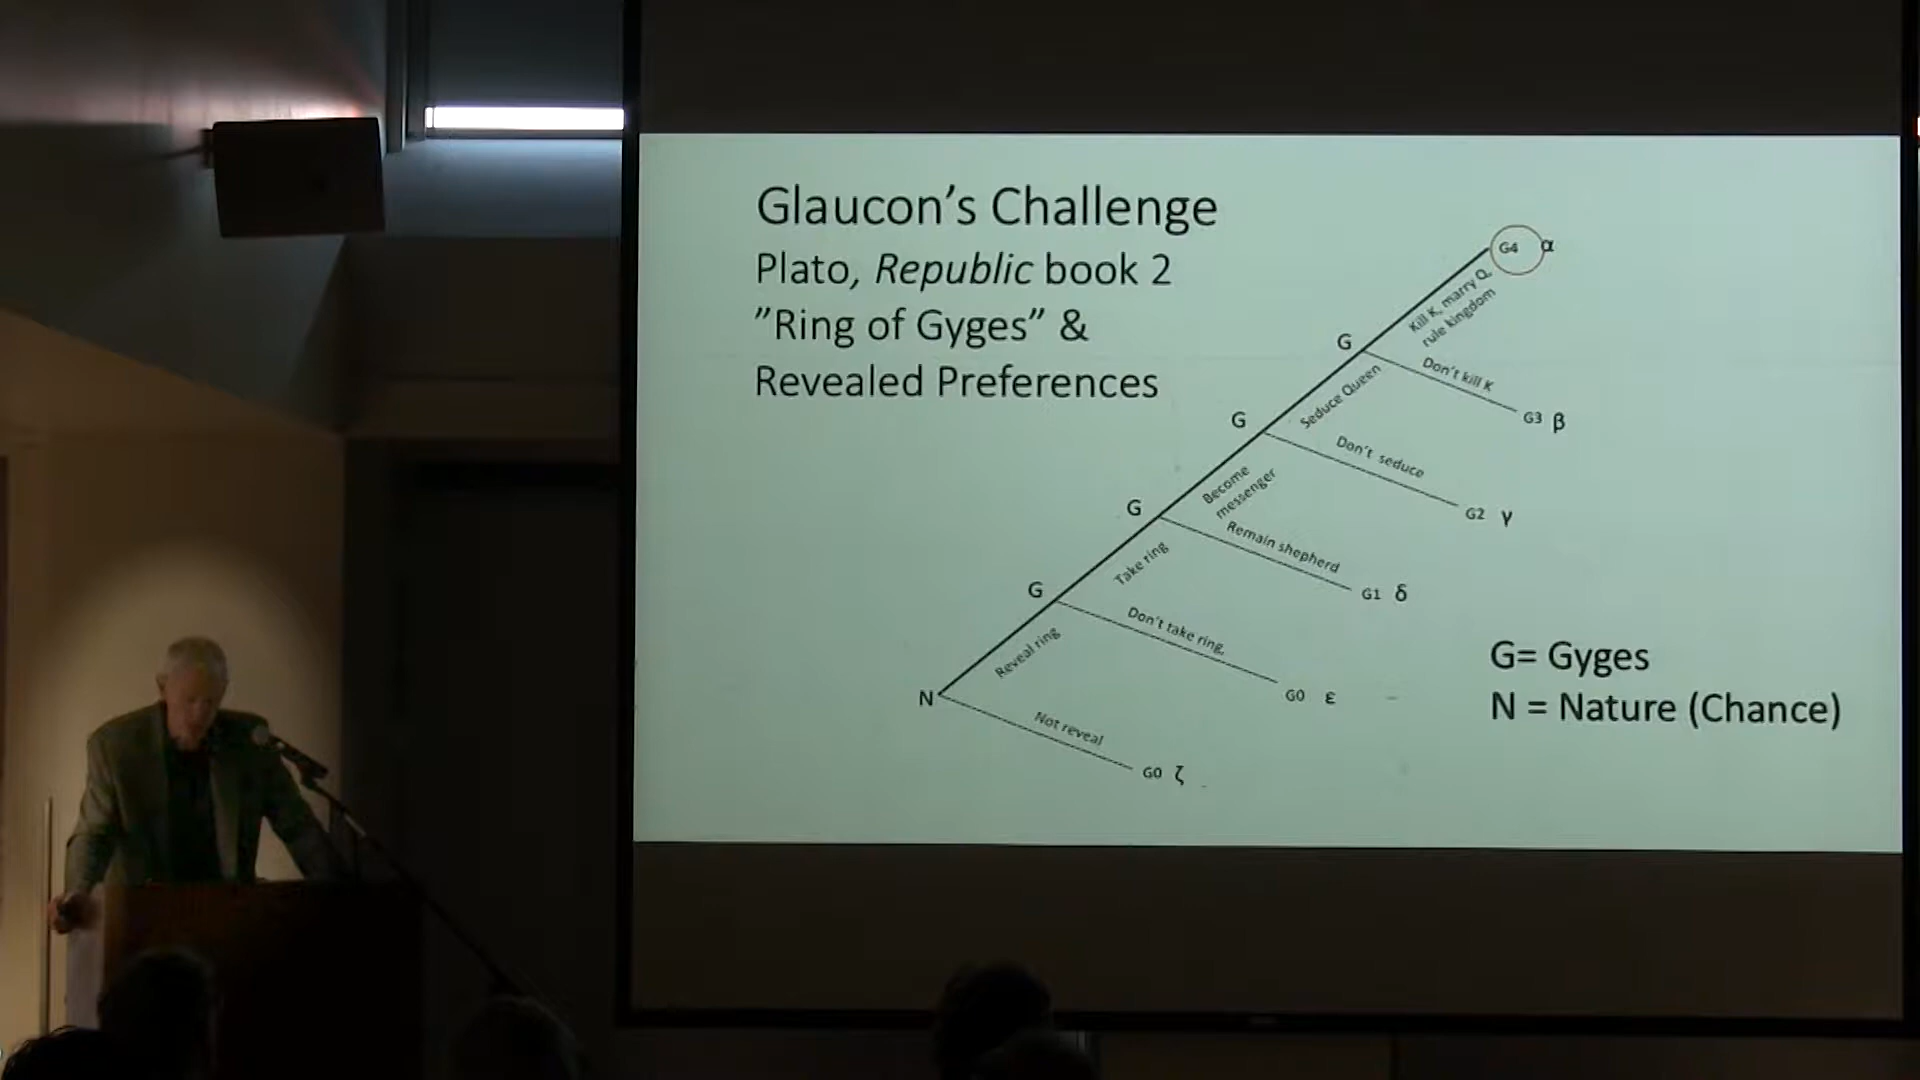 Glaucon's Challenge
Plato, Republic book 2
"Ring of Gyges" &
Revealed Preferences
G4 α
Kill K, marry Q,
rule kingdom
G
Don't kill K
G3 β
Seduce Queen
G
Don't seduce
G2 γ
Become
messenger
G
Remain shepherd
G1 δ
Take ring
G
Don't take ring,
G0 ε
Reveal ring
N
Not reveal
G0 ζ
G= Gyges
N = Nature (Chance)